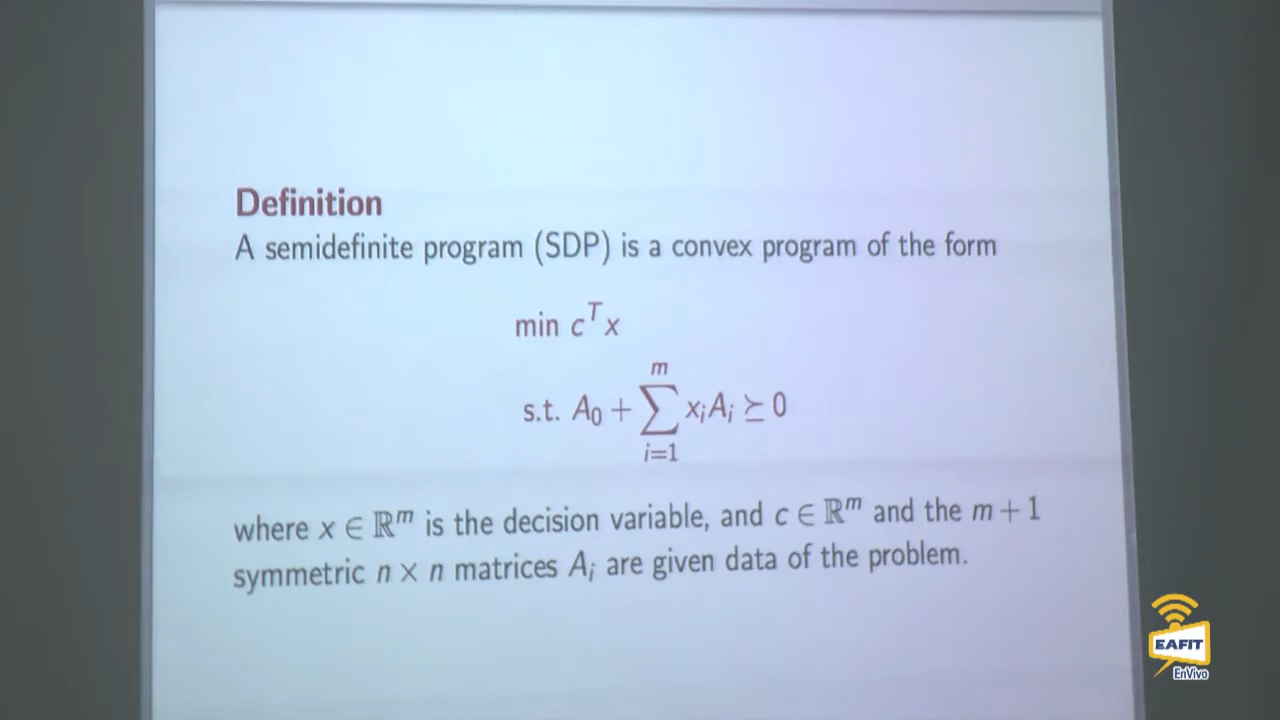 Definition
A semidefinite program (SDP) is a convex program of the form
min c^T x
s.t. A_0 + \sum_{i=1}^{m} x_i A_i ⪰ 0
where x ∈ ℝ^m is the decision variable, and c ∈ ℝ^m and the m + 1
symmetric n × n matrices A_i are given data of the problem.
EAFIT
EnVivo